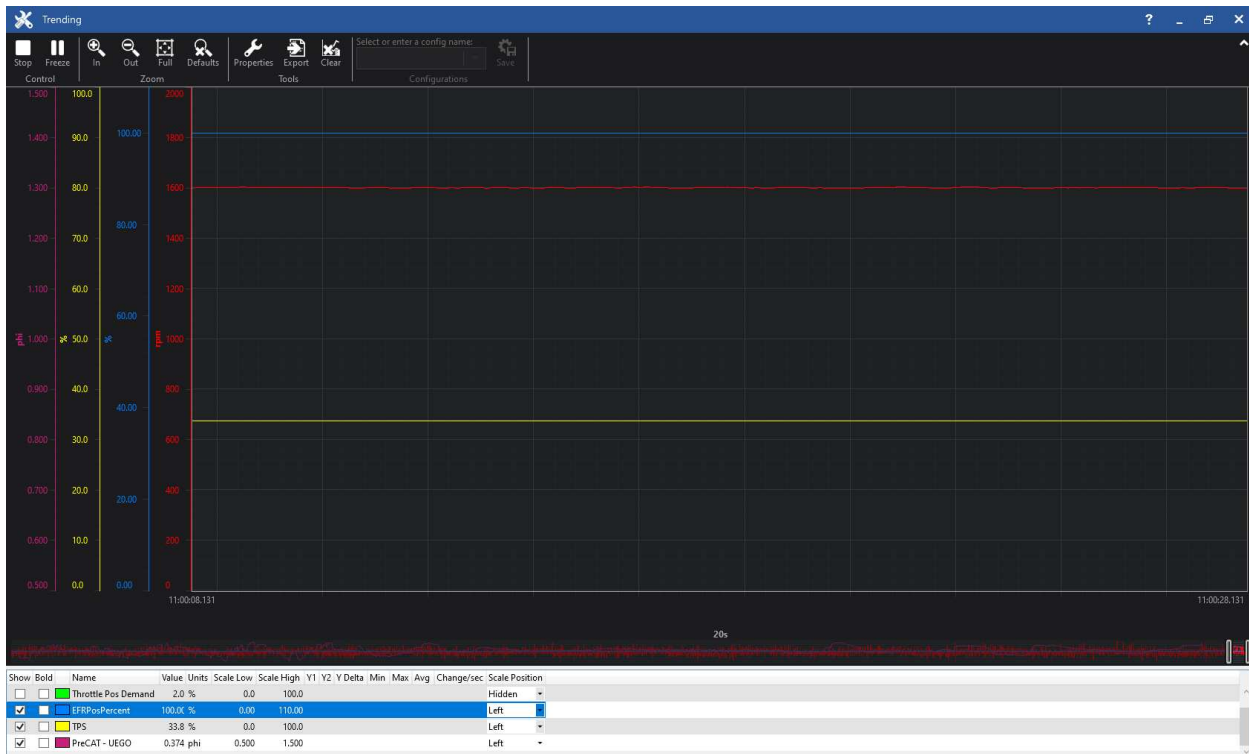 Trending
?
Stop Freeze In Out Full Defaults Properties Export Clear Select or enter a config name: Save
Control Zoom Tools Configurations
1.500 100.0 2000
1.400 90.0 100.00 1800
1.300 80.0 1600
80.00
1.200 70.0 1400
1.100 60.0 1200
60.00
phi 1.000 % 50.0 % rpm 1000
0.900 40.0 800
40.00
0.800 30.0 600
0.700 20.0 400
20.00
0.600 10.0 200
0.500 0.0 0.00 0
11:00:08.131 11:00:28.131
20s
Show Bold Name Value Units Scale Low Scale High Y1 Y2 Y Delta Min Max Avg Change/sec Scale Position
Throttle Pos Demand 2.0 % 0.0 100.0 Hidden
EFRPosPercent 100.0( % 0.00 110.00 Left
TPS 33.8 % 0.0 100.0 Left
PreCAT - UEGO 0.374 phi 0.500 1.500 Left